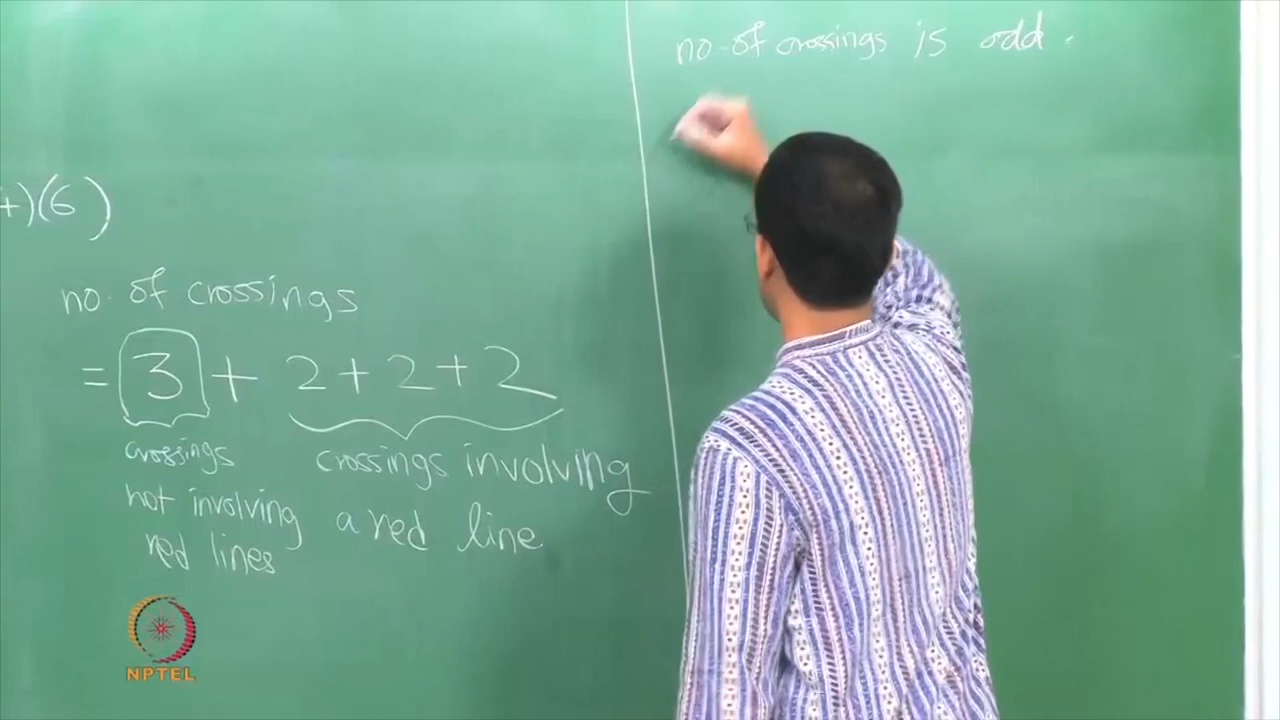 +)(6 )
no. of crossings
= 3 + 2 + 2 + 2
crossings not involving red lines
crossings involving a red line
no. of crossings is odd.
NPTEL